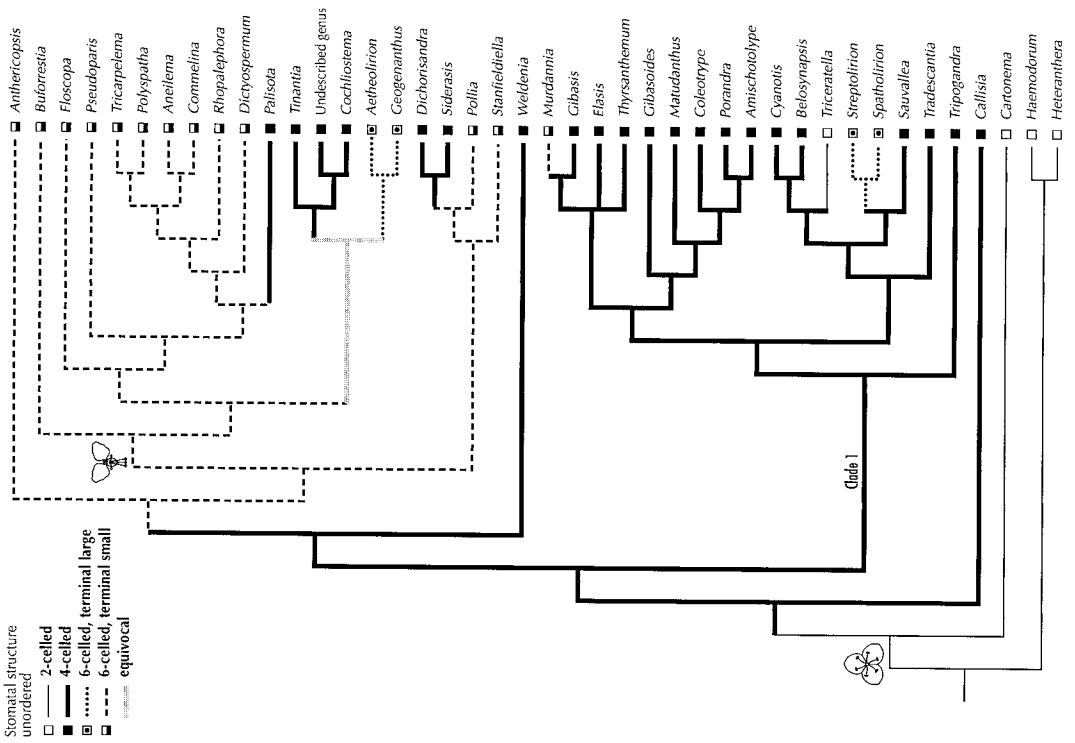 Anthericopsis
Buforrestia
Floscopa
Pseudoparis
Tricarpelema
Polyspatha
Aneilema
Commelina
Rhopalephora
Dictyospermum
Palisota
Tinantia
Undescribed genus
Cochliostema
Aetheolirion
Geogenanthus
Dichorisandra
Siderasis
Pollia
Stanfieldiella
Weldenia
Murdannia
Gibasis
Elasis
Thyrsanthemum
Gibasoides
Matudanthus
Coleotrype
Porandra
Amischotolype
Cyanotis
Belosynapsis
Triceratella
Streptolirion
Spatholirion
Sauvallea
Tradescantia
Tripogandra
Callisia
Cartonema
Haemodorum
Heteranthera
Clade 1
Stomatal structure
unordered
2-celled
4-celled
6-celled, terminal large
6-celled, terminal small
equivocal